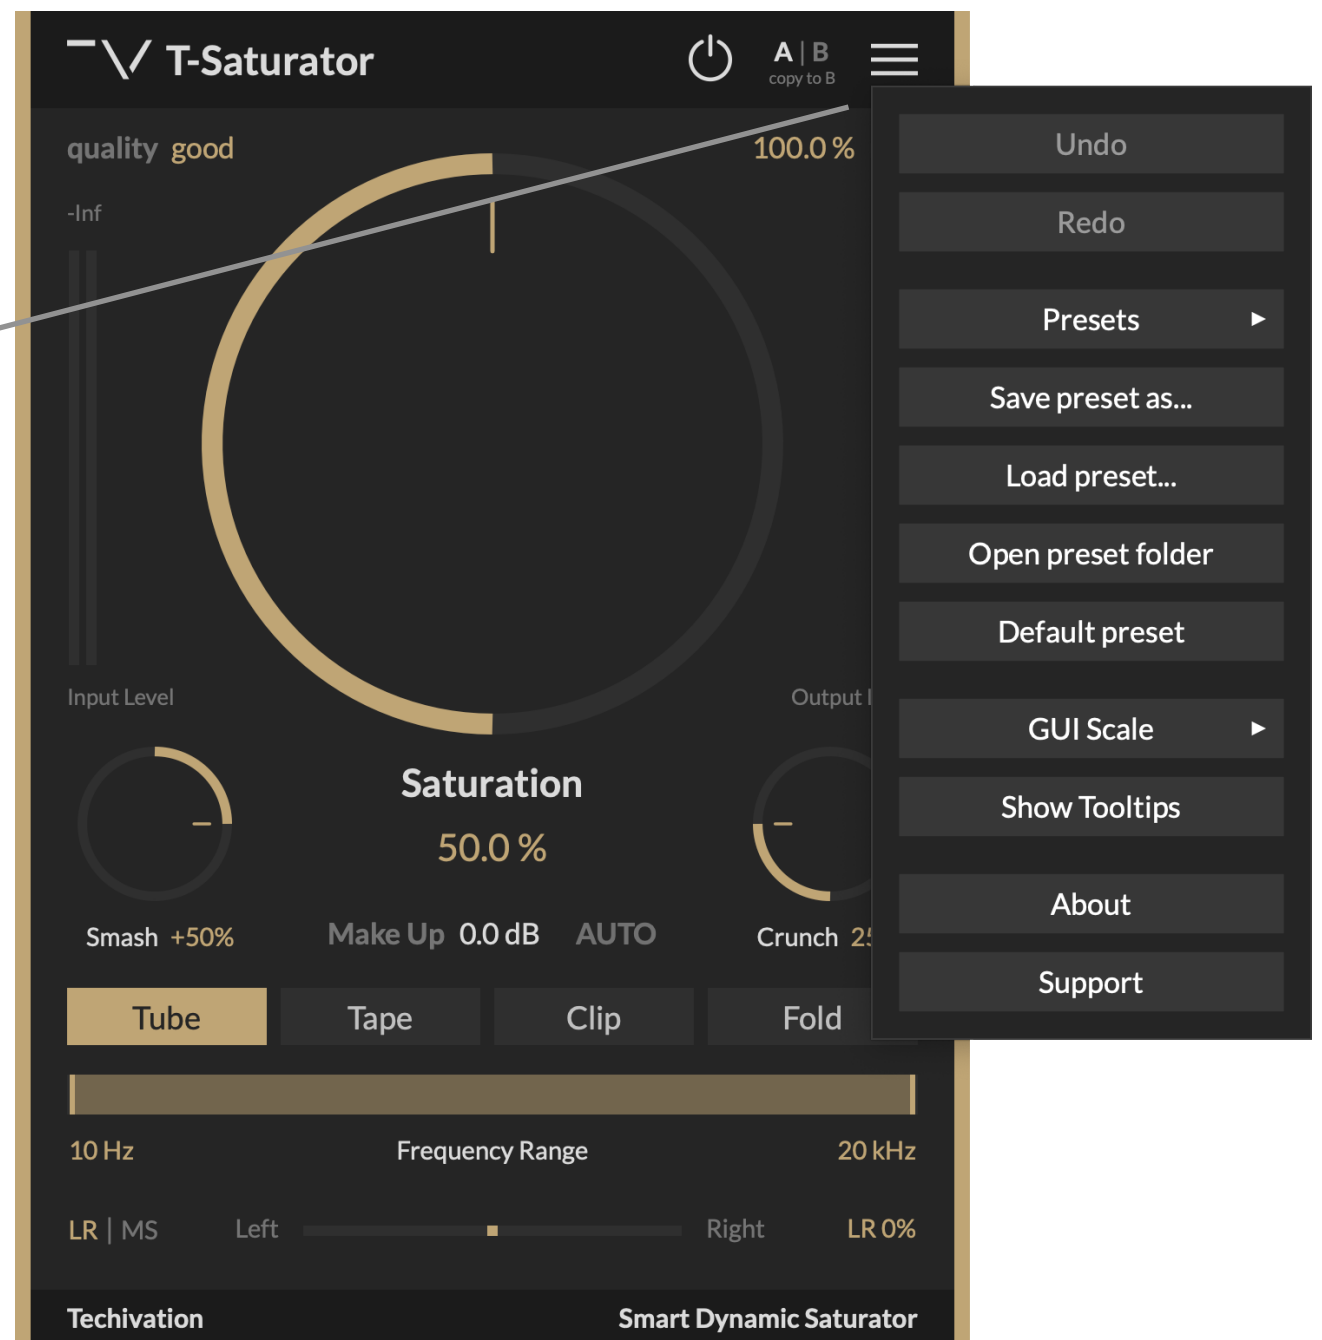 T-Saturator
A | B
copy to B
quality good
100.0 %
-Inf
Input Level
Output
Saturation
50.0 %
Smash +50%
Make Up 0.0 dB AUTO
Crunch
Tube
Tape
Clip
Fold
10 Hz
Frequency Range
20 kHz
LR | MS
Left
Right
LR 0%
Techivation
Smart Dynamic Saturator
Undo
Redo
Presets
Save preset as...
Load preset...
Open preset folder
Default preset
GUI Scale
Show Tooltips
About
Support